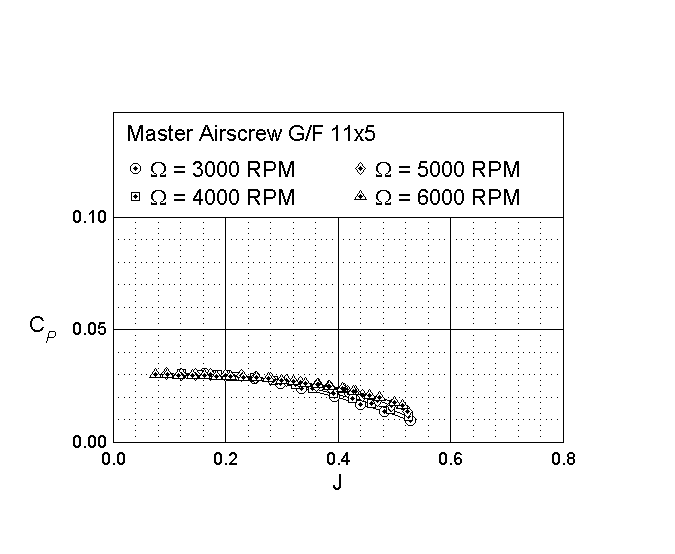 Master Airscrew G/F 11x5
Ω = 3000 RPM Ω = 5000 RPM
Ω = 4000 RPM Ω = 6000 RPM
0.10
0.05
C_P
0.00
0.0 0.2 0.4 0.6 0.8
J